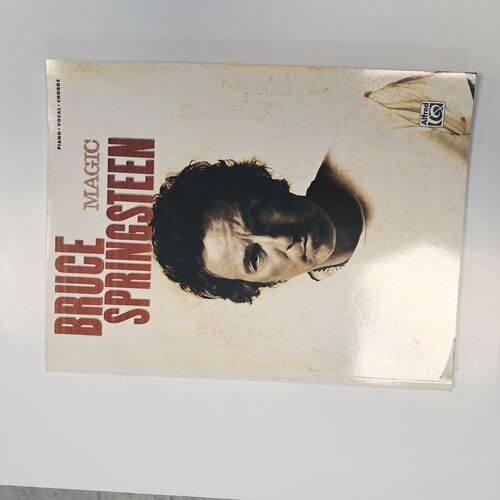 PIANO • VOCAL • CHORDS
BRUCE
MAGIC
SPRINGSTEEN
Alfred